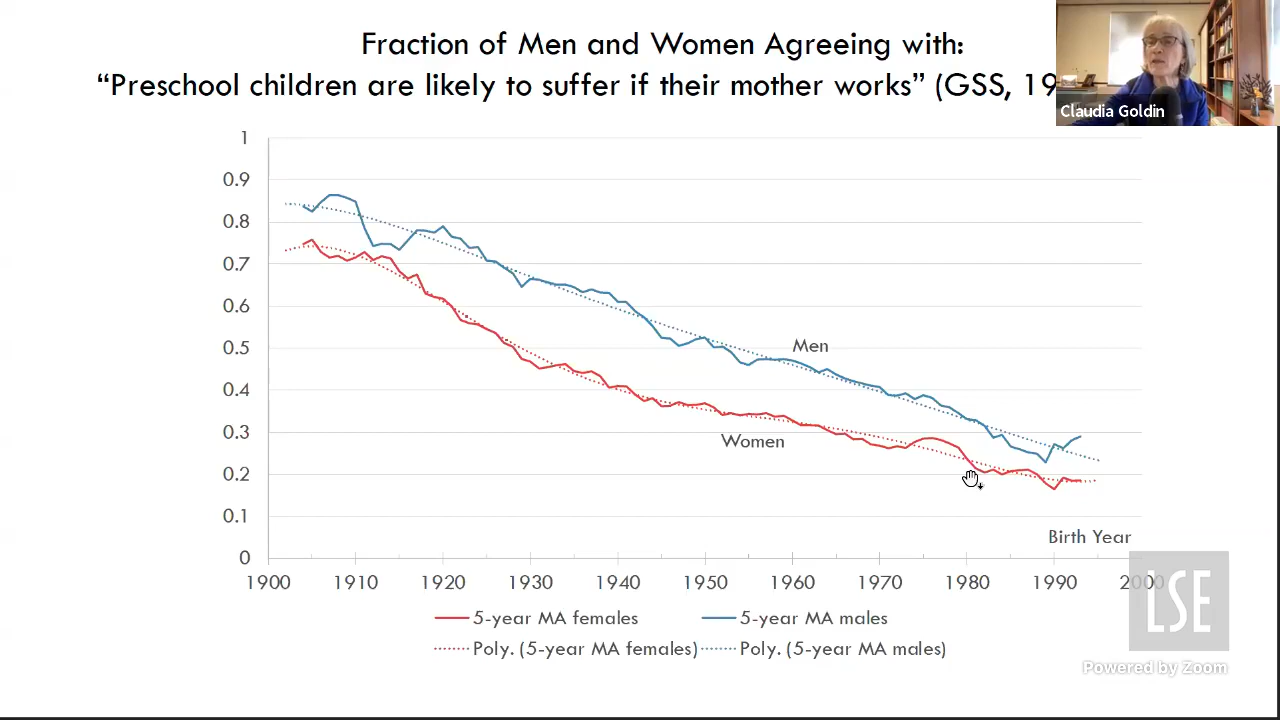 Fraction of Men and Women Agreeing with:
“Preschool children are likely to suffer if their mother works” (GSS, 19
Claudia Goldin
1
0.9
0.8
0.7
0.6
0.5
0.4
0.3
0.2
0.1
0
Men
Women
Birth Year
1900 1910 1920 1930 1940 1950 1960 1970 1980 1990 2000
5-year MA females 5-year MA males
Poly. (5-year MA females) Poly. (5-year MA males)
LSE
Powered by Zoom